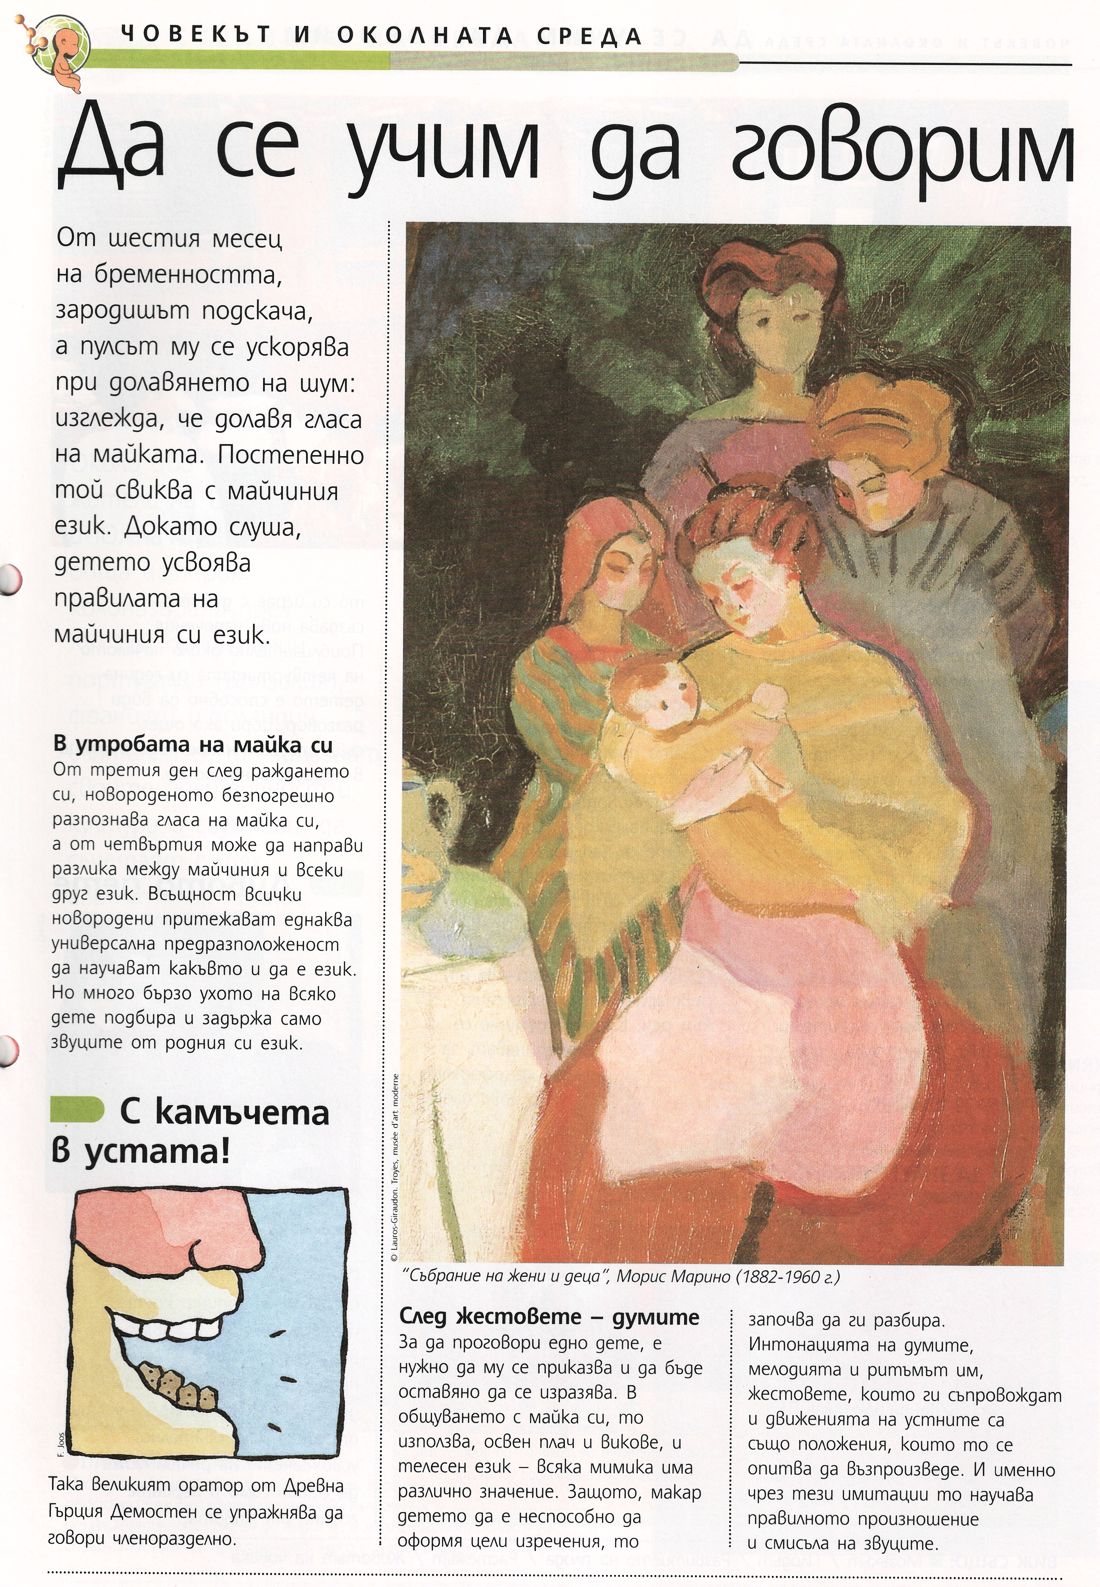 ЧОВЕКЪТ И ОКОЛНАТА СРЕДА
Да се учим да говорим
От шестия месец
на бременността,
зародишът подскача,
а пулсът му се ускорява
при долавянето на шум:
изглежда, че долавя гласа
на майката. Постепенно
той свиква с майчиния
език. Докато слуша,
детето усвоява
правилата на
майчиния си език.
В утробата на майка си
От третия ден след раждането
си, новороденото безпогрешно
разпознава гласа на майка си,
а от четвъртия може да направи
разлика между майчиния и всеки
друг език. Всъщност всички
новородени притежават еднаква
универсална предразположеност
да научават какъвто и да е език.
Но много бързо ухото на всяко
дете подбира и задържа само
звуците от родния си език.
С камъчета
в устата!
F. Joos
Така великият оратор от Древна
Гърция Демостен се упражнява да
говори членоразделно.
© Lauros-Giraudon. Troyes, musée d'art moderne
"Събрание на жени и деца", Морис Марино (1882-1960 г.)
След жестовете – думите
За да проговори едно дете, е
нужно да му се приказва и да бъде
оставяно да се изразява. В
общуването с майка си, то
използва, освен плач и викове, и
телесен език – всяка мимика има
различно значение. Защото, макар
детето да е неспособно да
оформя цели изречения, то
започва да ги разбира.
Интонацията на думите,
мелодията и ритъмът им,
жестовете, които ги съпровождат
и движенията на устните са
също положения, които то се
опитва да възпроизведе. И именно
чрез тези имитации то научава
правилното произношение
и смисъла на звуците.